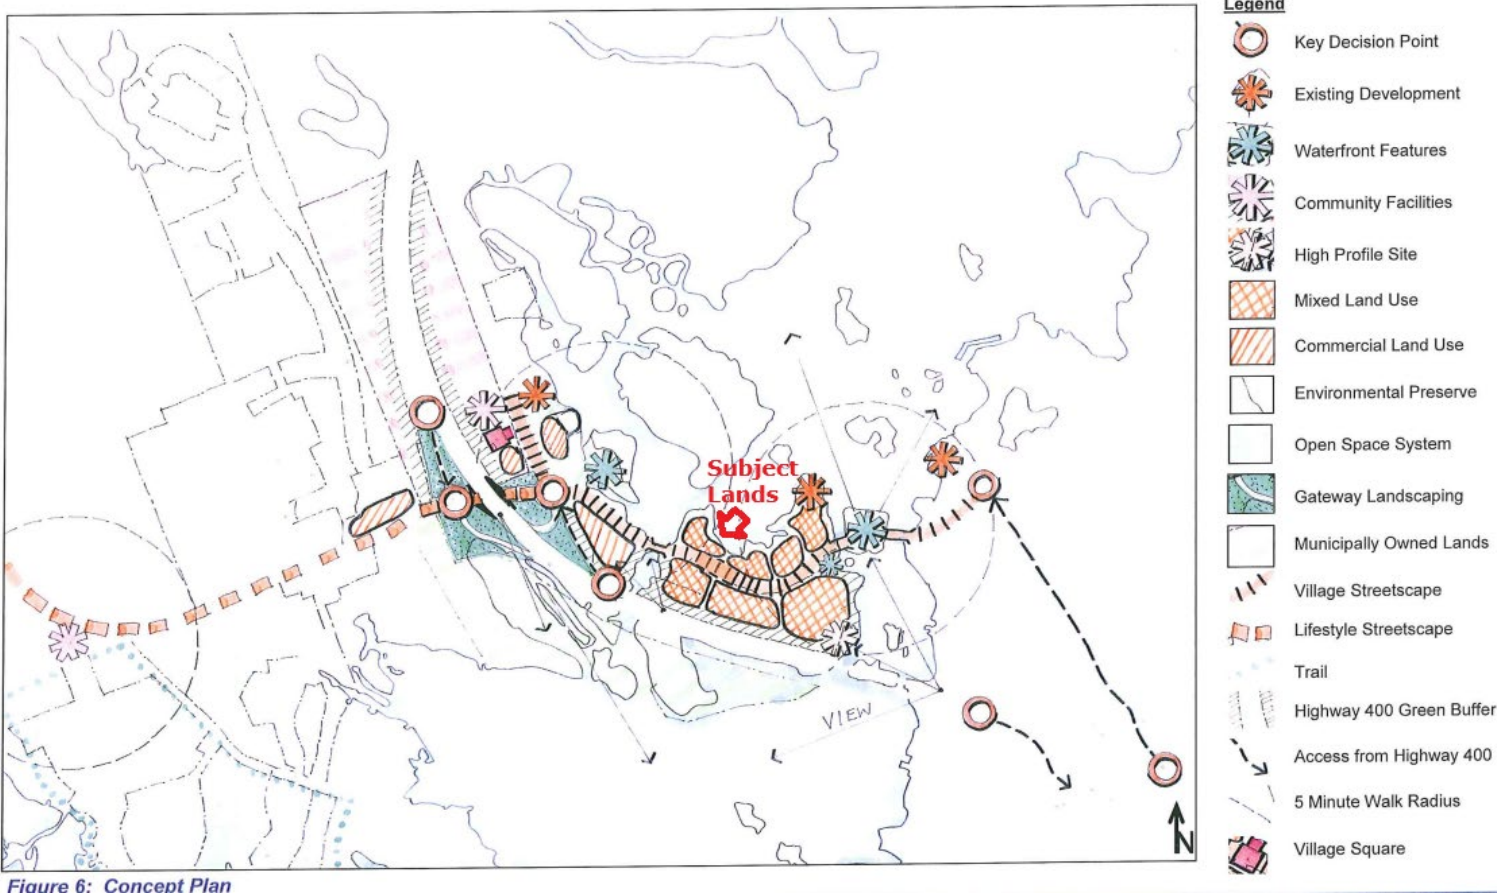 Legend
Key Decision Point
Existing Development
Waterfront Features
Community Facilities
High Profile Site
Mixed Land Use
Commercial Land Use
Environmental Preserve
Open Space System
Gateway Landscaping
Municipally Owned Lands
Village Streetscape
Lifestyle Streetscape
Trail
Highway 400 Green Buffer
Access from Highway 400
5 Minute Walk Radius
Village Square
Subject
Lands
VIEW
N
Figure 6: Concept Plan